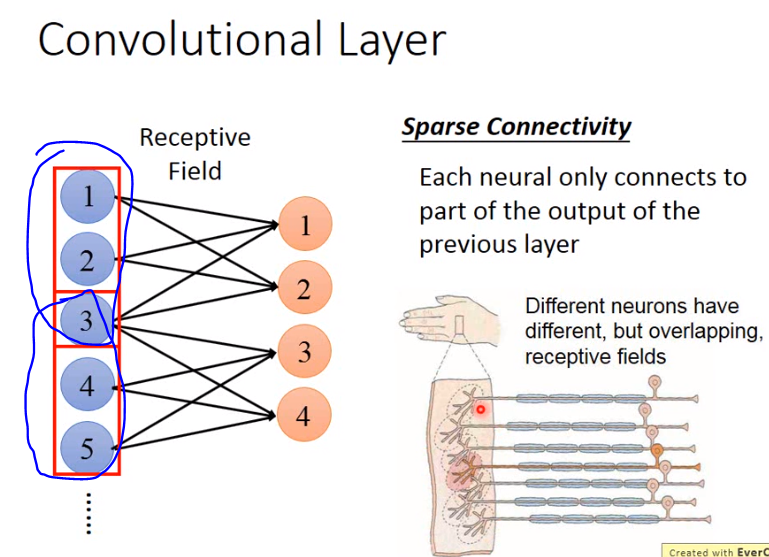 Convolutional Layer
Receptive
Field
1
2
3
4
5
1
2
3
4
Sparse Connectivity
Each neural only connects to
part of the output of the
previous layer
Different neurons have
different, but overlapping,
receptive fields
Created with